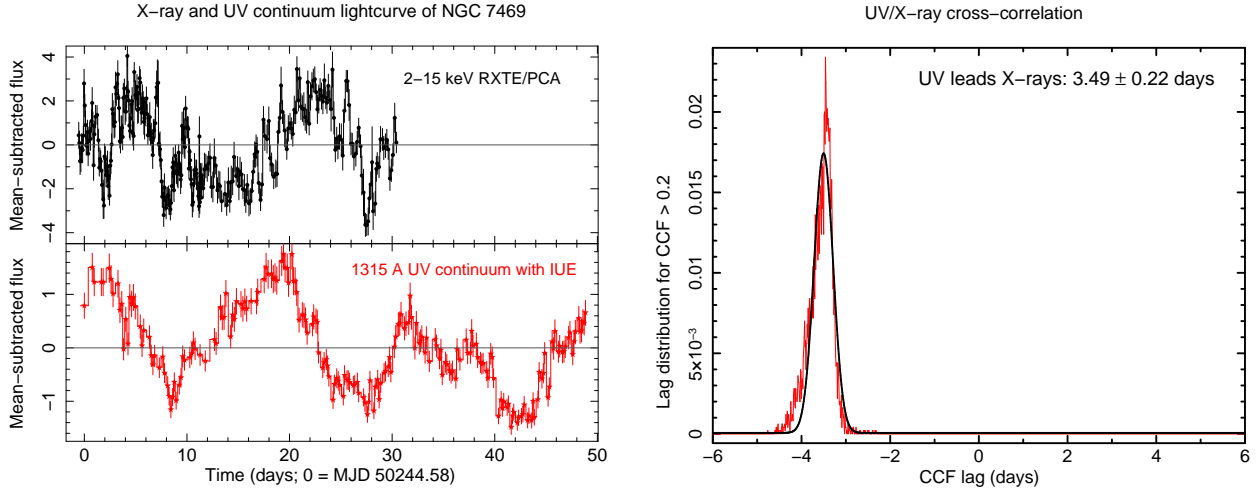 X−ray and UV continuum lightcurve of NGC 7469
Mean−subtracted flux
4
2
0
−2
−4
2−15 keV RXTE/PCA
Mean−subtracted flux
1
0
−1
1315 A UV continuum with IUE
0 10 20 30 40 50
Time (days; 0 = MJD 50244.58)
UV/X−ray cross−correlation
UV leads X−rays: 3.49 ± 0.22 days
Lag distribution for CCF > 0.2
0.02
0.015
0.01
5×10⁻³
0
−6 −4 −2 0 2 4 6
CCF lag (days)